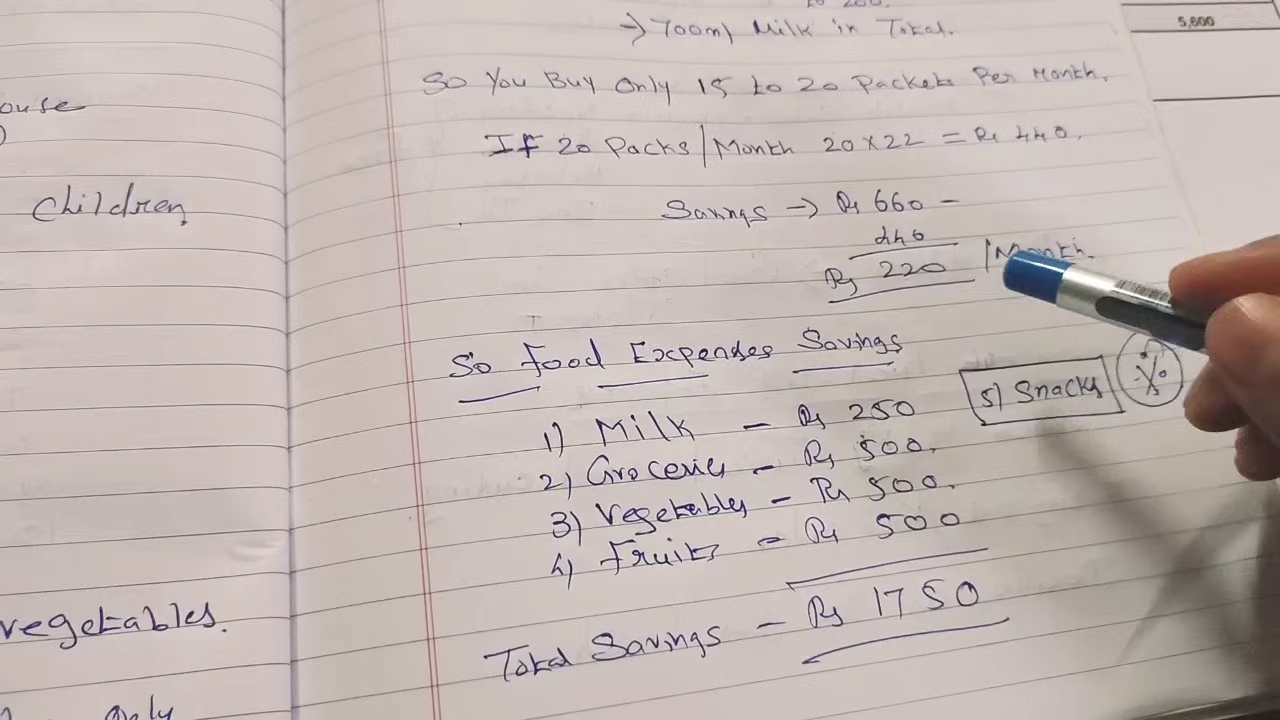 5,600
→ 700ml Milk in Total.
So You Buy Only 15 to 20 Packets Per Month.
If 20 Packs/Month 20 X 22 = Rs 440.
Savings → Rs 660 -
440
Rs 220 /Month.
So Food Expenses Savings
1) Milk - Rs 250
2) Groceries - Rs 500.
3) Vegetables - Rs 500.
4) Fruits - Rs 500
5) Snacks
Total Savings - Rs 1750
ouse
Children
vegetables.
only